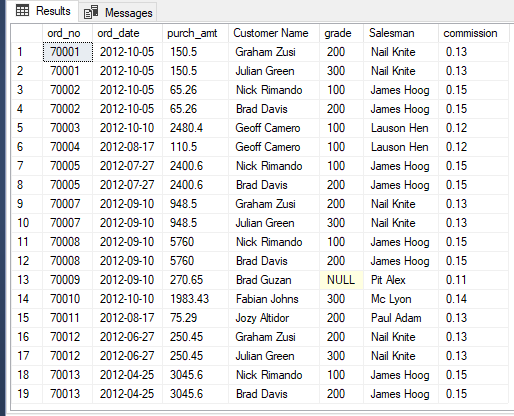 Results Messages
ord_no ord_date purch_amt Customer Name grade Salesman commission
1 70001 2012-10-05 150.5 Graham Zusi 200 Nail Knite 0.13
2 70001 2012-10-05 150.5 Julian Green 300 Nail Knite 0.13
3 70002 2012-10-05 65.26 Nick Rimando 100 James Hoog 0.15
4 70002 2012-10-05 65.26 Brad Davis 200 James Hoog 0.15
5 70003 2012-10-10 2480.4 Geoff Camero 100 Lauson Hen 0.12
6 70004 2012-08-17 110.5 Geoff Camero 100 Lauson Hen 0.12
7 70005 2012-07-27 2400.6 Nick Rimando 100 James Hoog 0.15
8 70005 2012-07-27 2400.6 Brad Davis 200 James Hoog 0.15
9 70007 2012-09-10 948.5 Graham Zusi 200 Nail Knite 0.13
10 70007 2012-09-10 948.5 Julian Green 300 Nail Knite 0.13
11 70008 2012-09-10 5760 Nick Rimando 100 James Hoog 0.15
12 70008 2012-09-10 5760 Brad Davis 200 James Hoog 0.15
13 70009 2012-09-10 270.65 Brad Guzan NULL Pit Alex 0.11
14 70010 2012-10-10 1983.43 Fabian Johns 300 Mc Lyon 0.14
15 70011 2012-08-17 75.29 Jozy Altidor 200 Paul Adam 0.13
16 70012 2012-06-27 250.45 Graham Zusi 200 Nail Knite 0.13
17 70012 2012-06-27 250.45 Julian Green 300 Nail Knite 0.13
18 70013 2012-04-25 3045.6 Nick Rimando 100 James Hoog 0.15
19 70013 2012-04-25 3045.6 Brad Davis 200 James Hoog 0.15